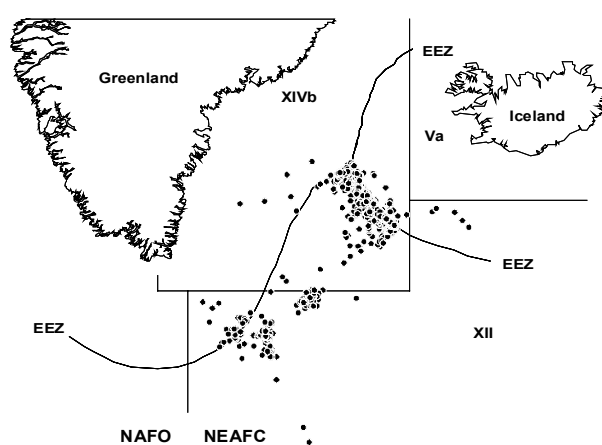 EEZ
Greenland
XIVb
Iceland
Va
EEZ
EEZ
XII
NAFO
NEAFC